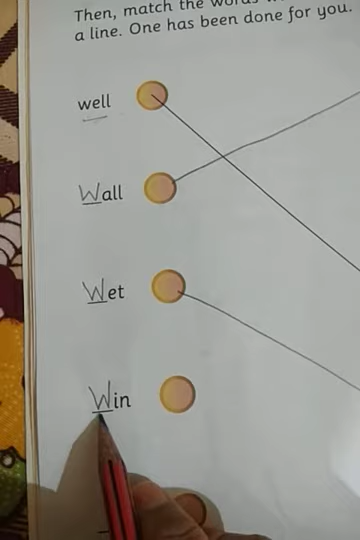 Then, match the words
a line. One has been done for you.
well
Wall
Wet
Win